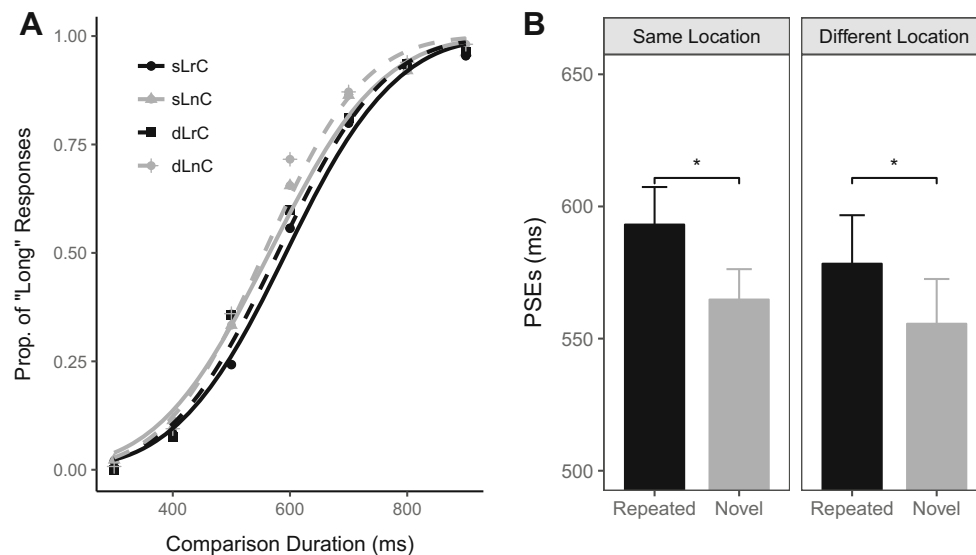 A
Prop. of "Long" Responses
1.00
0.75
0.50
0.25
0.00
sLrC
sLnC
dLrC
dLnC
400
600
800
Comparison Duration (ms)
B
Same Location
Different Location
PSEs (ms)
650
600
550
500
*
*
Repeated
Novel
Repeated
Novel